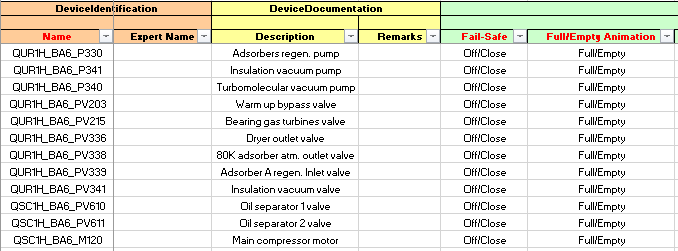 DeviceIdentification DeviceDocumentation
Name Expert Name Description Remarks Fail-Safe Full/Empty Animation
QUR1H_BA6_P330 Adsorbers regen. pump Off/Close Full/Empty
QUR1H_BA6_P341 Insulation vacuum pump Off/Close Full/Empty
QUR1H_BA6_P340 Turbomolecular vacuum pump Off/Close Full/Empty
QUR1H_BA6_PV203 Warm up bypass valve Off/Close Full/Empty
QUR1H_BA6_PV215 Bearing gas turbines valve Off/Close Full/Empty
QUR1H_BA6_PV336 Dryer outlet valve Off/Close Full/Empty
QUR1H_BA6_PV338 80K adsorber atm. outlet valve Off/Close Full/Empty
QUR1H_BA6_PV339 Adsorber A regen. Inlet valve Off/Close Full/Empty
QUR1H_BA6_PV341 Insulation vacuum valve Off/Close Full/Empty
QSC1H_BA6_PV610 Oil separator 1 valve Off/Close Full/Empty
QSC1H_BA6_PV611 Oil separator 2 valve Off/Close Full/Empty
QSC1H_BA6_M120 Main compressor motor Off/Close Full/Empty